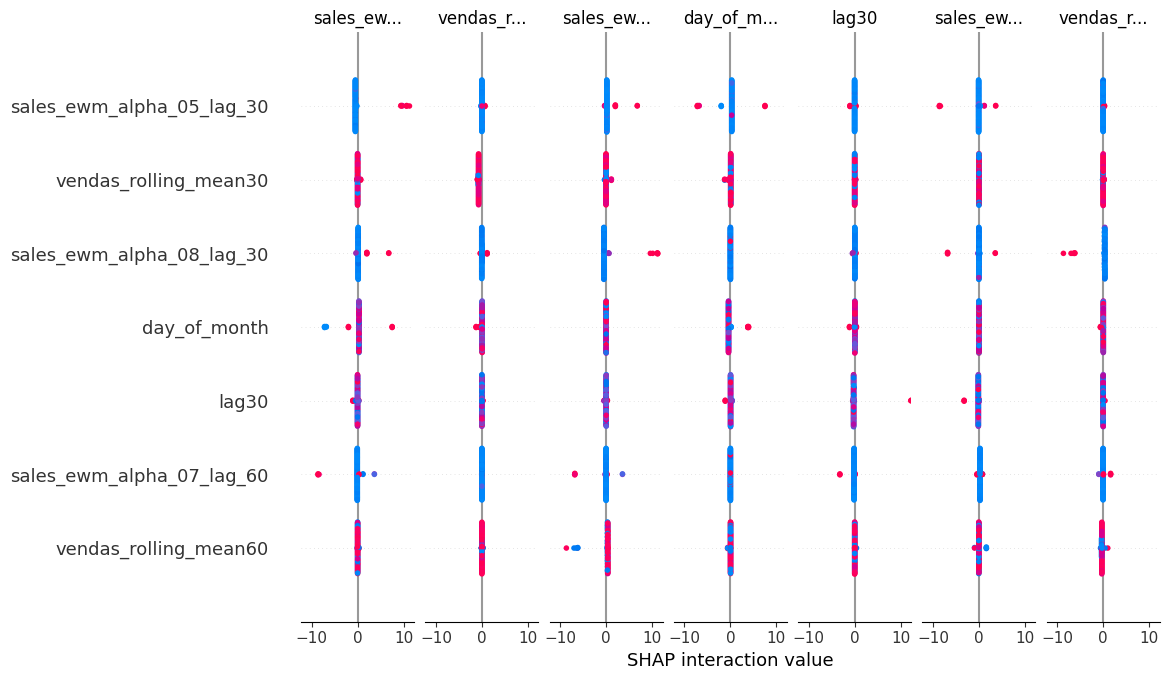 sales_ew... vendas_r... sales_ew... day_of_m... lag30 sales_ew... vendas_r...
sales_ewm_alpha_05_lag_30
vendas_rolling_mean30
sales_ewm_alpha_08_lag_30
day_of_month
lag30
sales_ewm_alpha_07_lag_60
vendas_rolling_mean60
−10 0 10 −10 0 10 −10 0 10 −10 0 10 −10 0 10 −10 0 10 −10 0 10
SHAP interaction value